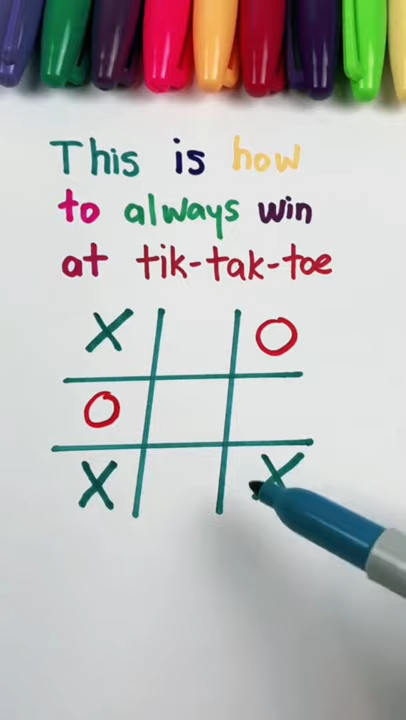 This is how
to always win
at tik-tak-toe
X O
O
X X